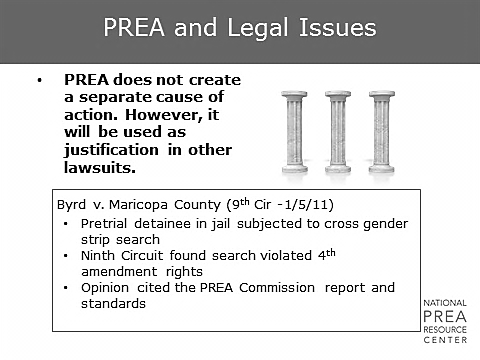 PREA and Legal Issues
• PREA does not create
a separate cause of
action. However, it
will be used as
justification in other
lawsuits.
Byrd v. Maricopa County (9th Cir -1/5/11)
• Pretrial detainee in jail subjected to cross gender
strip search
• Ninth Circuit found search violated 4th
amendment rights
• Opinion cited the PREA Commission report and
standards
NATIONAL
PREA
RESOURCE
CENTER